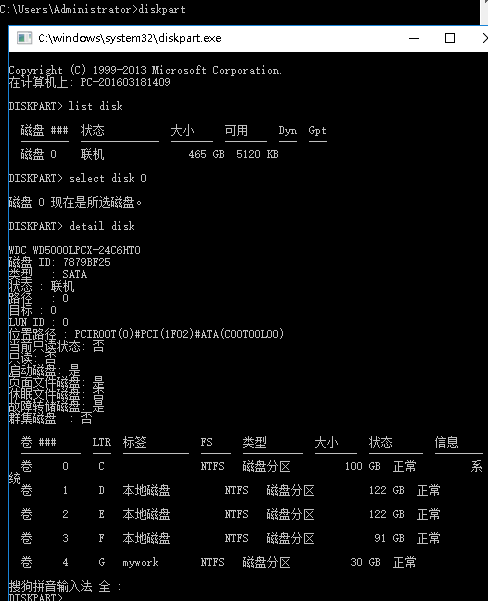 C:\Users\Administrator>diskpart
C:\windows\system32\diskpart.exe
Copyright (C) 1999-2013 Microsoft Corporation.
在计算机上: PC-201603181409
DISKPART> list disk
磁盘 ### 状态 大小 可用 Dyn Gpt
磁盘 0 联机 465 GB 5120 KB
DISKPART> select disk 0
磁盘 0 现在是所选磁盘。
DISKPART> detail disk
WDC WD5000LPCX-24C6HT0
磁盘 ID: 7879BF25
类型 : SATA
状态 : 联机
路径 : 0
目标 : 0
LUN ID : 0
位置路径 : PCIROOT(0)#PCI(1F02)#ATA(C00T00L00)
当前只读状态: 否
只读: 否
启动磁盘: 是
页面文件磁盘: 是
休眠文件磁盘: 否
故障转储磁盘: 是
群集磁盘 : 否
卷 ### LTR 标签 FS 类型 大小 状态 信息
卷 0 C NTFS 磁盘分区 100 GB 正常 系
统
卷 1 D 本地磁盘 NTFS 磁盘分区 122 GB 正常
卷 2 E 本地磁盘 NTFS 磁盘分区 122 GB 正常
卷 3 F 本地磁盘 NTFS 磁盘分区 91 GB 正常
卷 4 G mywork NTFS 磁盘分区 30 GB 正常
搜狗拼音输入法 全 :
DISKPART>